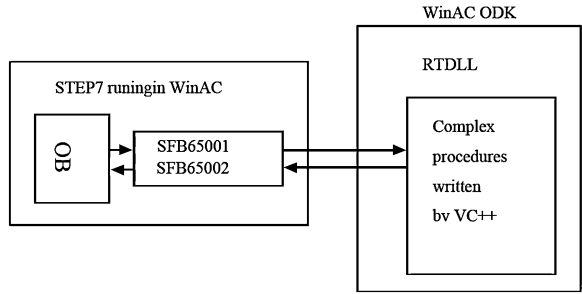 WinAC ODK
STEP7 runingin WinAC
RTDLL
OB
SFB65001
SFB65002
Complex
procedures
written
bv VC++